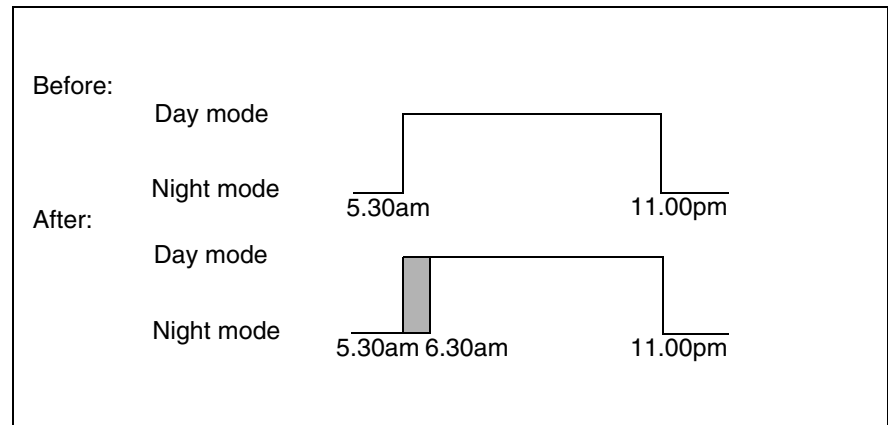 Before:
Day mode
Night mode
5.30am 11.00pm
After:
Day mode
Night mode
5.30am 6.30am 11.00pm